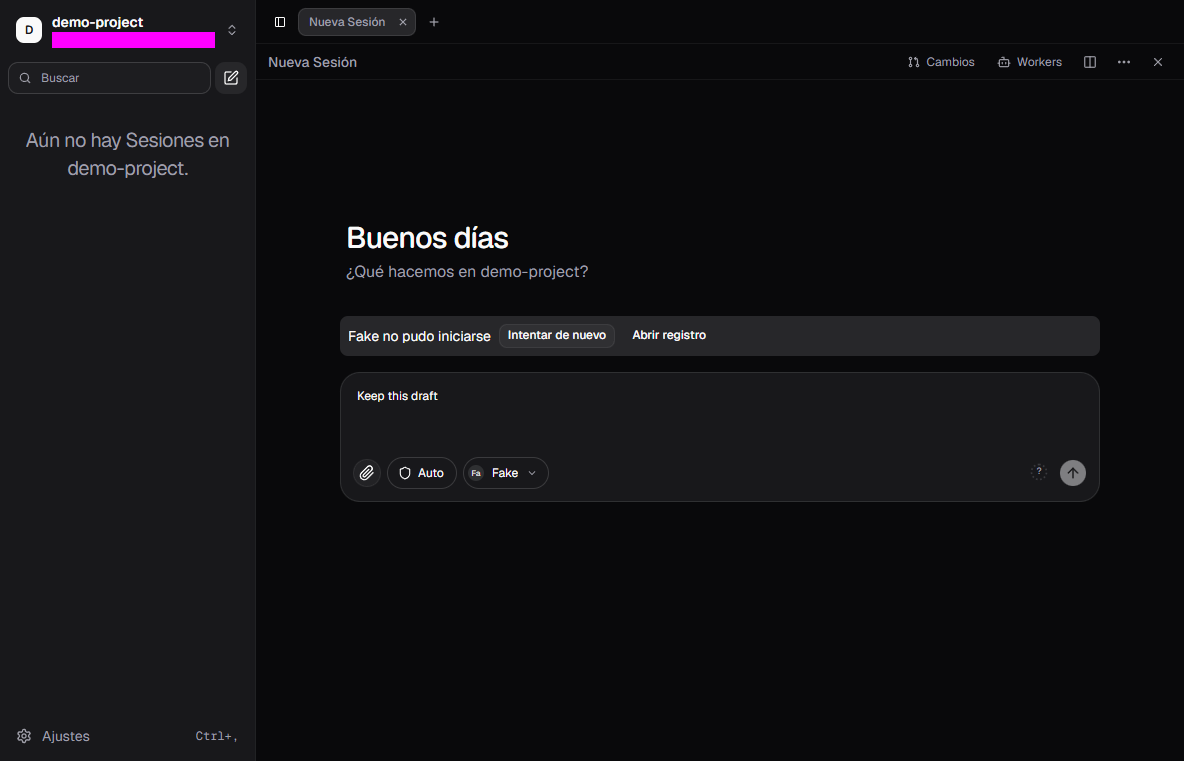 D
demo-project
Buscar
Aún no hay Sesiones en
demo-project.
Ajustes
Ctrl+,
Nueva Sesión
Nueva Sesión
Cambios
Workers
Buenos días
¿Qué hacemos en demo-project?
Fake no pudo iniciarse
Intentar de nuevo
Abrir registro
Keep this draft
Auto
Fa
Fake
?